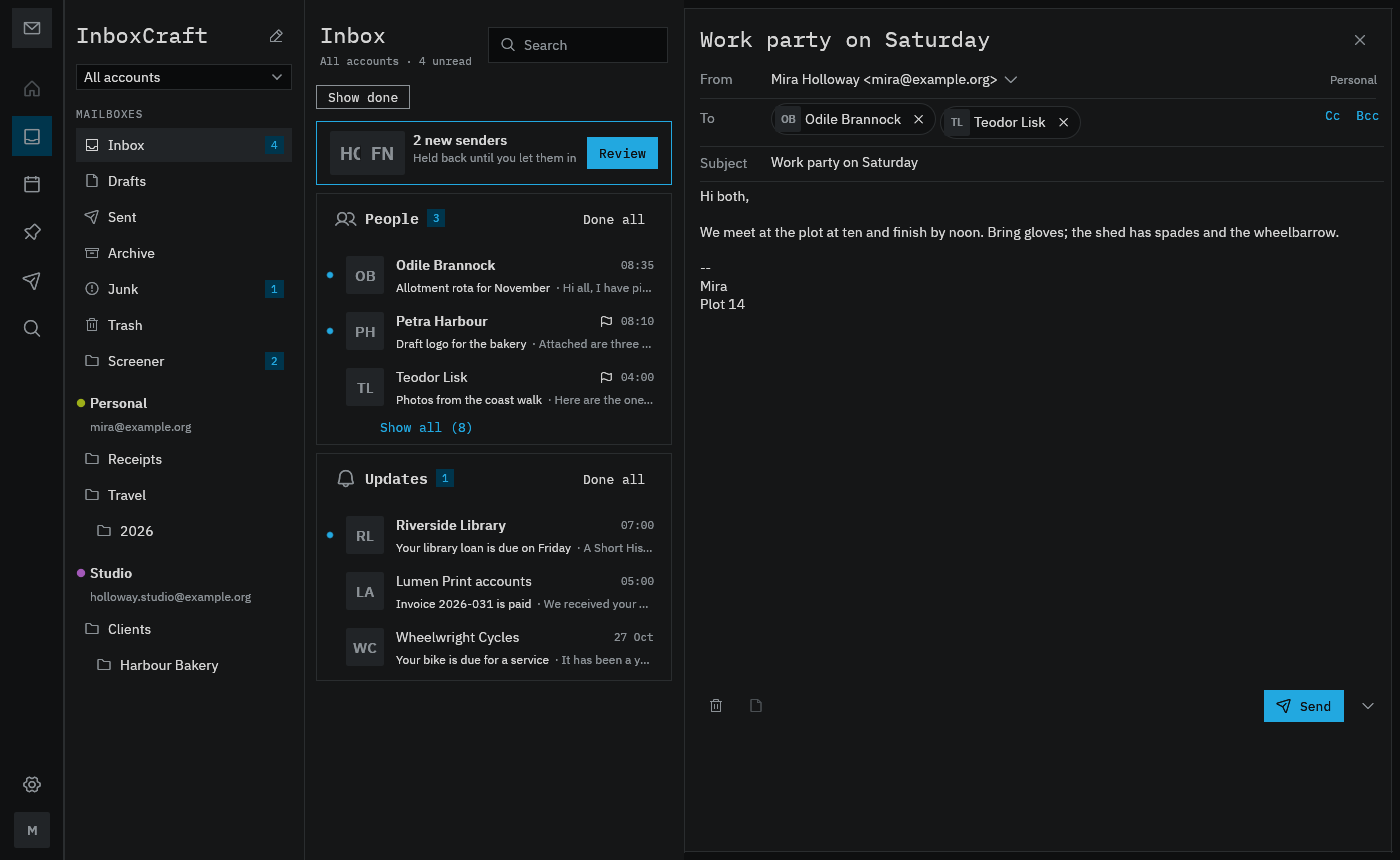 InboxCraft
All accounts
MAILBOXES
Inbox 4
Drafts
Sent
Archive
Junk 1
Trash
Screener 2
Personal
mira@example.org
Receipts
Travel
2026
Studio
holloway.studio@example.org
Clients
Harbour Bakery
M
Inbox
All accounts · 4 unread
Search
Show done
FN
2 new senders
Held back until you let them in
Review
People 3
Done all
OB
Odile Brannock 08:35
Allotment rota for November · Hi all, I have pi...
PH
Petra Harbour 08:10
Draft logo for the bakery · Attached are three ...
TL
Teodor Lisk 04:00
Photos from the coast walk · Here are the one...
Show all (8)
Updates 1
Done all
RL
Riverside Library 07:00
Your library loan is due on Friday · A Short His...
LA
Lumen Print accounts 05:00
Invoice 2026-031 is paid · We received your ...
WC
Wheelwright Cycles 27 Oct
Your bike is due for a service · It has been a y...
Work party on Saturday
From Mira Holloway <mira@example.org> Personal
To OB Odile Brannock TL Teodor Lisk Cc Bcc
Subject Work party on Saturday
Hi both,
We meet at the plot at ten and finish by noon. Bring gloves; the shed has spades and the wheelbarrow.
--
Mira
Plot 14
Send